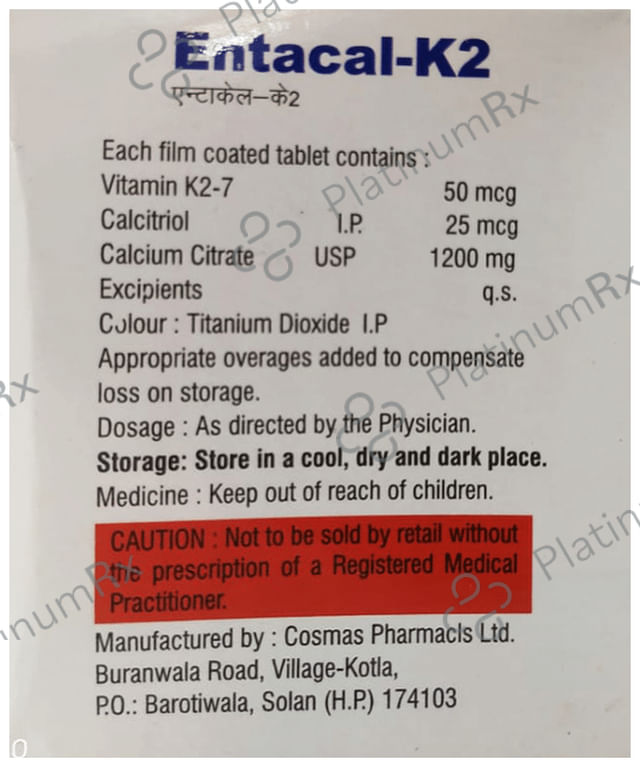 Entacal-K2
एन्टाकेल-के2
Each film coated tablet contains :
Vitamin K2-7 50 mcg
Calcitriol I.P. 25 mcg
Calcium Citrate USP 1200 mg
Excipients q.s.
Colour : Titanium Dioxide I.P
Appropriate overages added to compensate
loss on storage.
Dosage : As directed by the Physician.
Storage: Store in a cool, dry and dark place.
Medicine : Keep out of reach of children.
CAUTION : Not to be sold by retail without
the prescription of a Registered Medical
Practitioner.
Manufactured by : Cosmas Pharmacls Ltd.
Buranwala Road, Village-Kotla,
P.O.: Barotiwala, Solan (H.P.) 174103
PlatinumRx
PlatinumRx